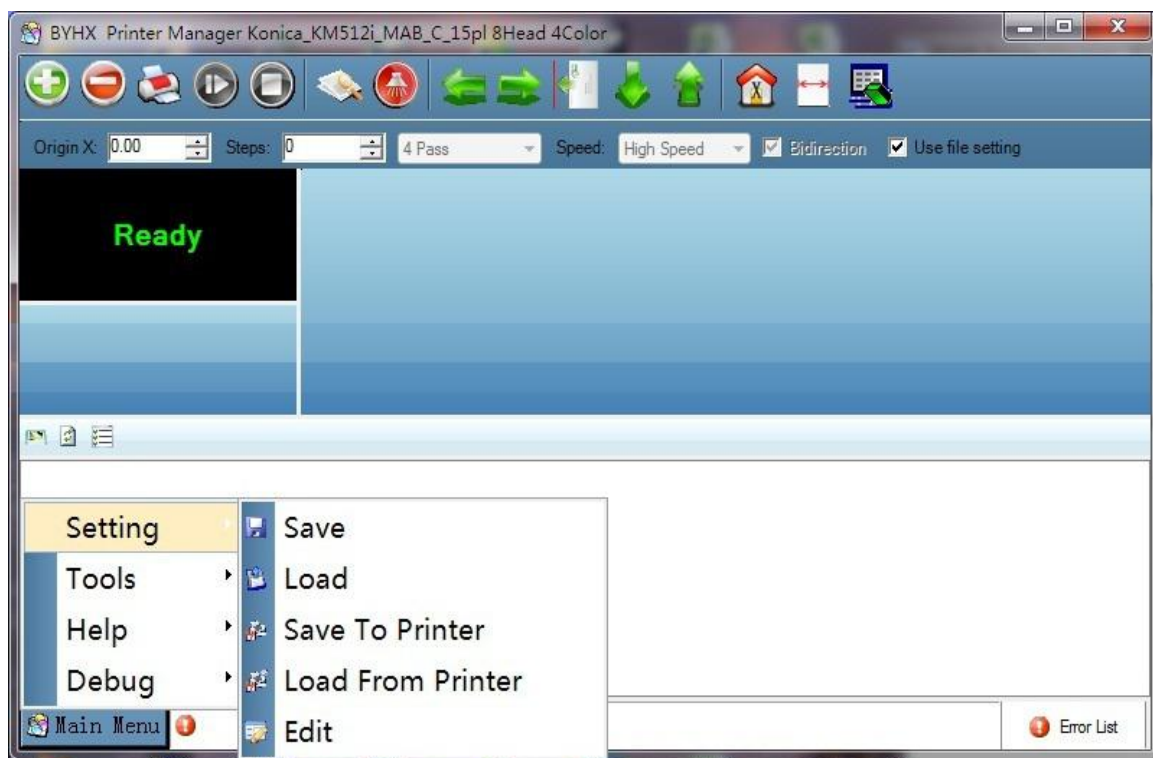 BYHX Printer Manager Konica_KM512i_MAB_C_15pl 8Head 4Color
X
Origin X: 0.00 Steps: 0 4 Pass Speed: High Speed Bidirection Use file setting
Ready
Setting
Save
Tools
Load
Help
Save To Printer
Debug
Load From Printer
Main Menu
Edit
Error List